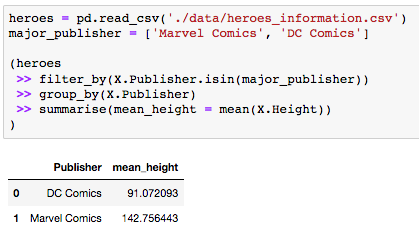 heroes = pd.read_csv('./data/heroes_information.csv')
major_publisher = ['Marvel Comics', 'DC Comics']
(heroes
>> filter_by(X.Publisher.isin(major_publisher))
>> group_by(X.Publisher)
>> summarise(mean_height = mean(X.Height))
)
Publisher mean_height
0 DC Comics 91.072093
1 Marvel Comics 142.756443